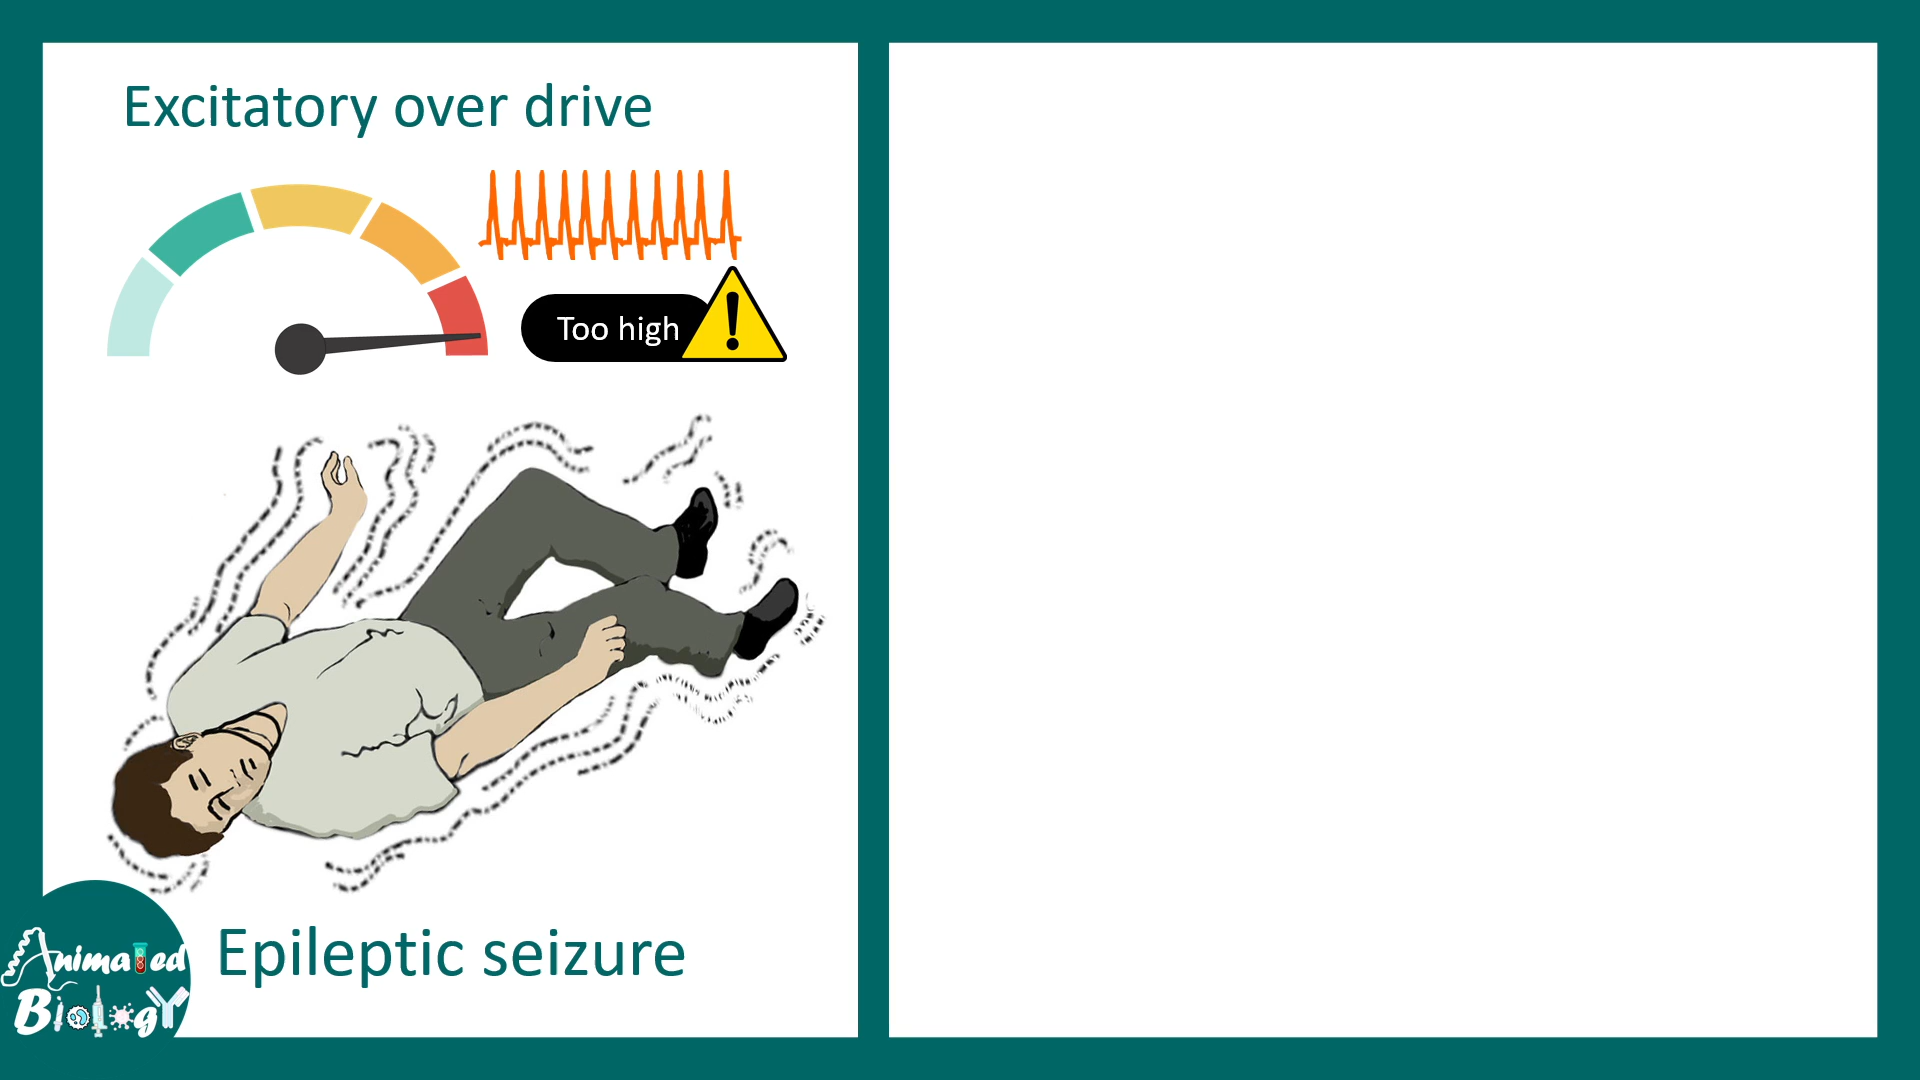 Excitatory over drive
Too high
Epileptic seizure
Animated
Biology